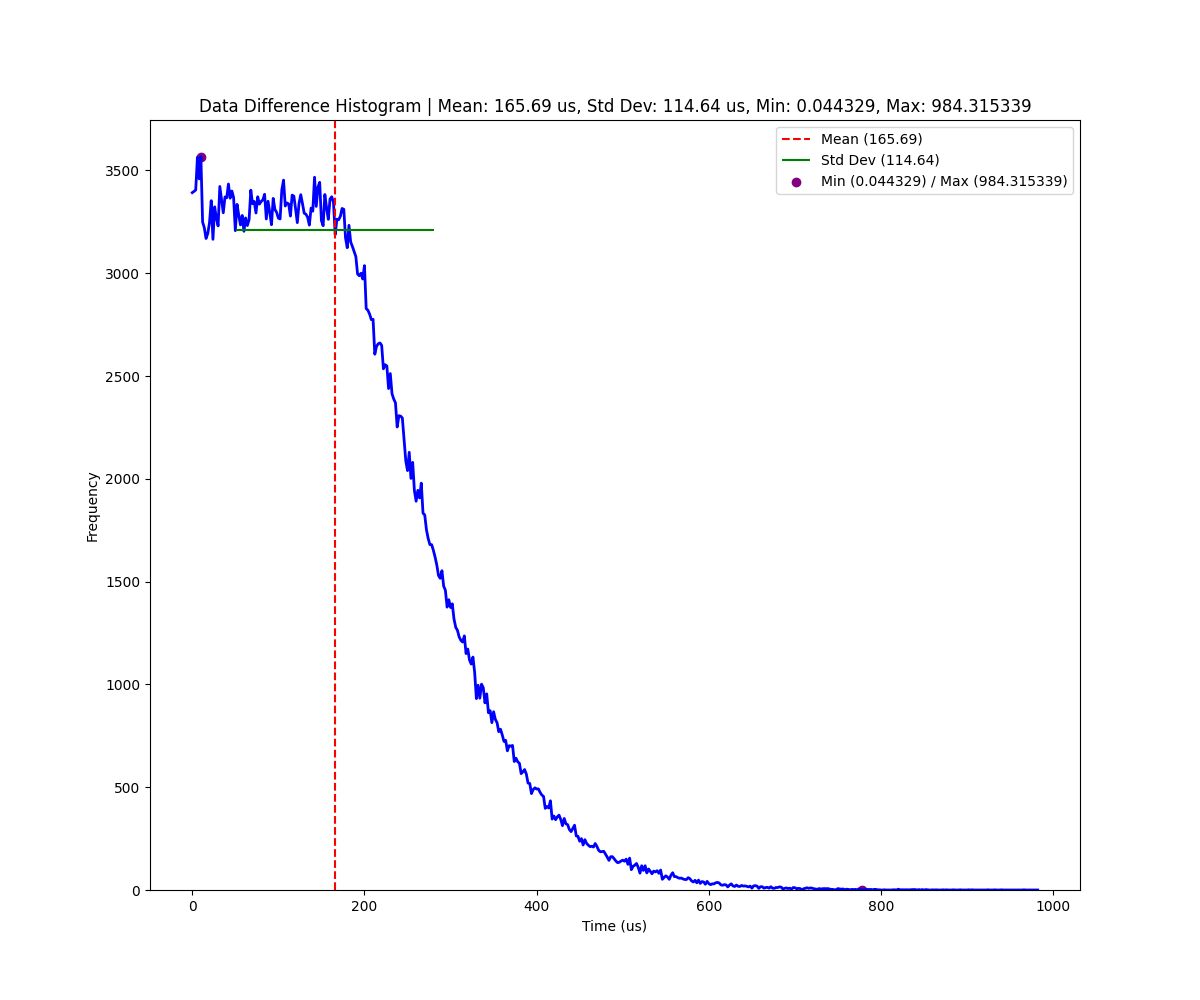 Data Difference Histogram | Mean: 165.69 us, Std Dev: 114.64 us, Min: 0.044329, Max: 984.315339
Mean (165.69)
Std Dev (114.64)
Min (0.044329) / Max (984.315339)
Frequency
3500
3000
2500
2000
1500
1000
500
0
0
200
400
600
800
1000
Time (us)